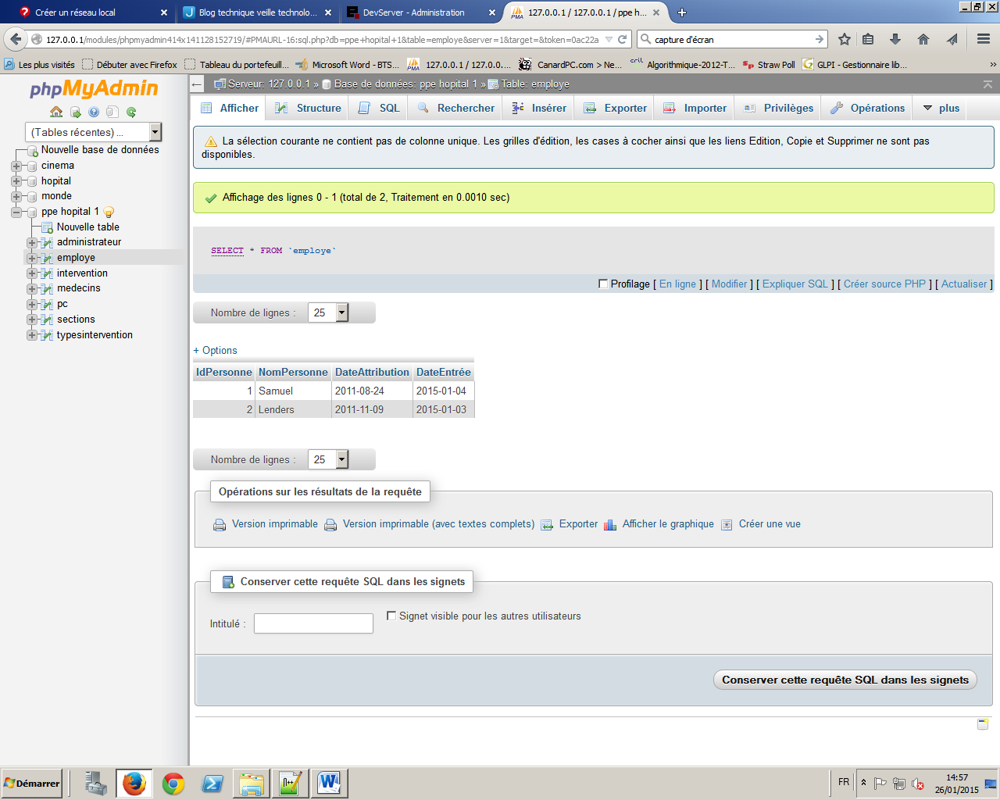 Créer un réseau local
Blog technique veille technolo...
DevServer - Administration
127.0.0.1 / 127.0.0.1 / ppe h...
127.0.0.1/modules/phpmyadmin414x141128152719/#PMAURL-16:sql.php?db=ppe+hopital+1&table=employe&server=1&target=&token=0ac22a
capture d'écran
Les plus visités
Débuter avec Firefox
Tableau du portefeuill...
Microsoft Word - BTS...
127.0.0.1 / 127.0.0....
CanardPC.com > Ne...
cril Algorithmique-2012-T...
Straw Poll
GLPI - Gestionnaire lib...
»
phpMyAdmin
(Tables récentes) ...
Nouvelle base de données
cinema
hopital
monde
ppe hopital 1
Nouvelle table
administrateur
employe
intervention
medecins
pc
sections
typesintervention
Serveur: 127.0.0.1 » Base de données: ppe hopital 1 » Table: employe
Afficher
Structure
SQL
Rechercher
Insérer
Exporter
Importer
Privilèges
Opérations
plus
La sélection courante ne contient pas de colonne unique. Les grilles d'édition, les cases à cocher ainsi que les liens Edition, Copie et Supprimer ne sont pas
disponibles.
Affichage des lignes 0 - 1 (total de 2, Traitement en 0.0010 sec)
SELECT * FROM `employe`
Profilage [ En ligne ] [ Modifier ] [ Expliquer SQL ] [ Créer source PHP ] [ Actualiser ]
Nombre de lignes : 25
+ Options
IdPersonne NomPersonne DateAttribution DateEntrée
1 Samuel 2011-08-24 2015-01-04
2 Lenders 2011-11-09 2015-01-03
Nombre de lignes : 25
Opérations sur les résultats de la requête
Version imprimable
Version imprimable (avec textes complets)
Exporter
Afficher le graphique
Créer une vue
Conserver cette requête SQL dans les signets
Intitulé :
Signet visible pour les autres utilisateurs
Conserver cette requête SQL dans les signets
Démarrer
FR
14:57
26/01/2015